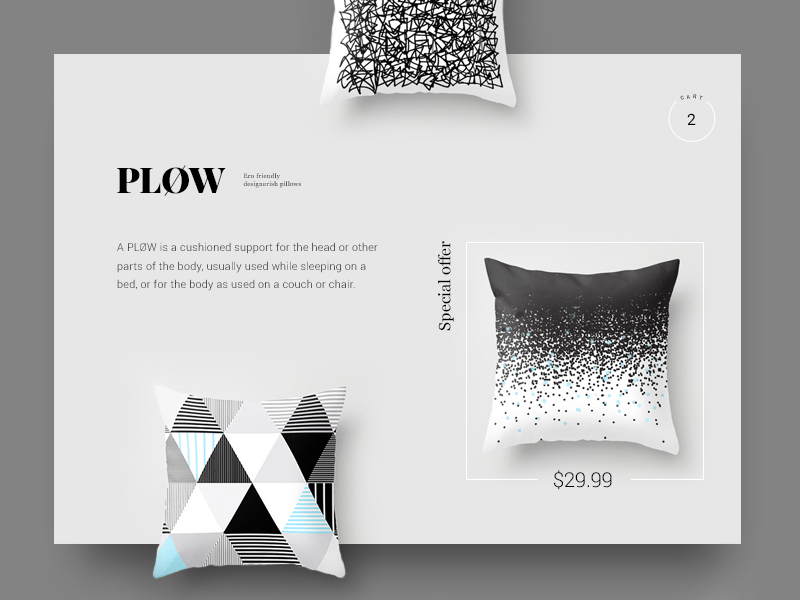 CART
2
PLØW
Eco friendly
designerish pillows
A PLØW is a cushioned support for the head or other
parts of the body, usually used while sleeping on a
bed, or for the body as used on a couch or chair.
Special offer
$29.99